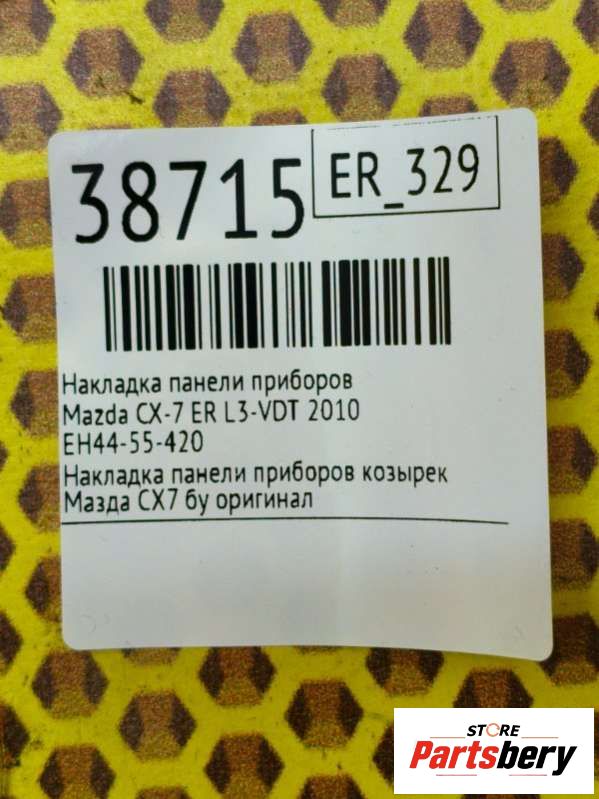 38715
ER_329
Накладка панели приборов
Mazda CX-7 ER L3-VDT 2010
EH44-55-420
Накладка панели приборов козырек
Мазда СХ7 бу оригинал
STORE
Partsbery